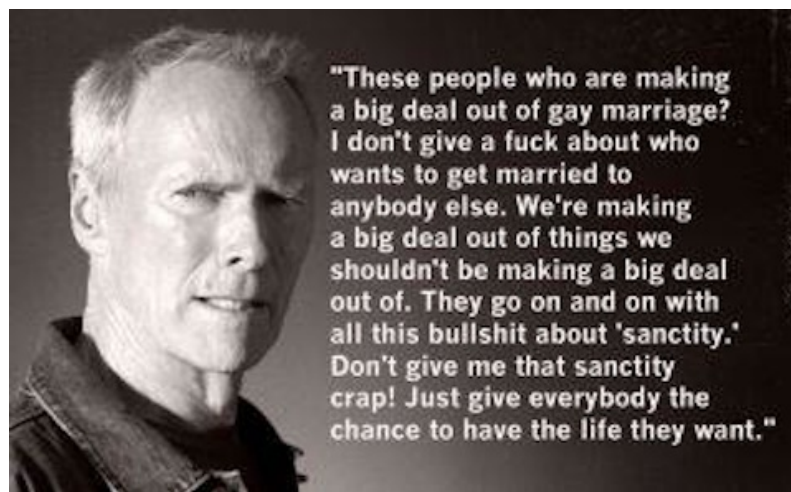 "These people who are making
a big deal out of gay marriage?
I don't give a fuck about who
wants to get married to
anybody else. We're making
a big deal out of things we
shouldn't be making a big deal
out of. They go on and on with
all this bullshit about 'sanctity.'
Don't give me that sanctity
crap! Just give everybody the
chance to have the life they want."